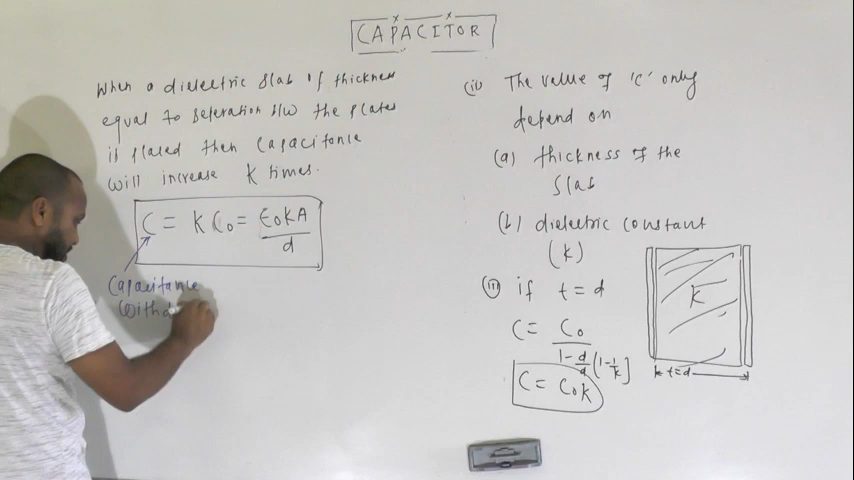 CAPACITOR
When a dielectric slab of thickness
equal to seperation b/w the plates
is placed then capacitance
will increase K times.
C = K C₀ = ε₀KA/d
Capacitance
with
(ii) The value of 'c' only
depend on
(a) thickness of the
slab
(b) dielectric constant
(k)
(iii) if t = d
C = C₀ / 1 - d/d (1 - 1/k)
C = C₀k
K
t=d